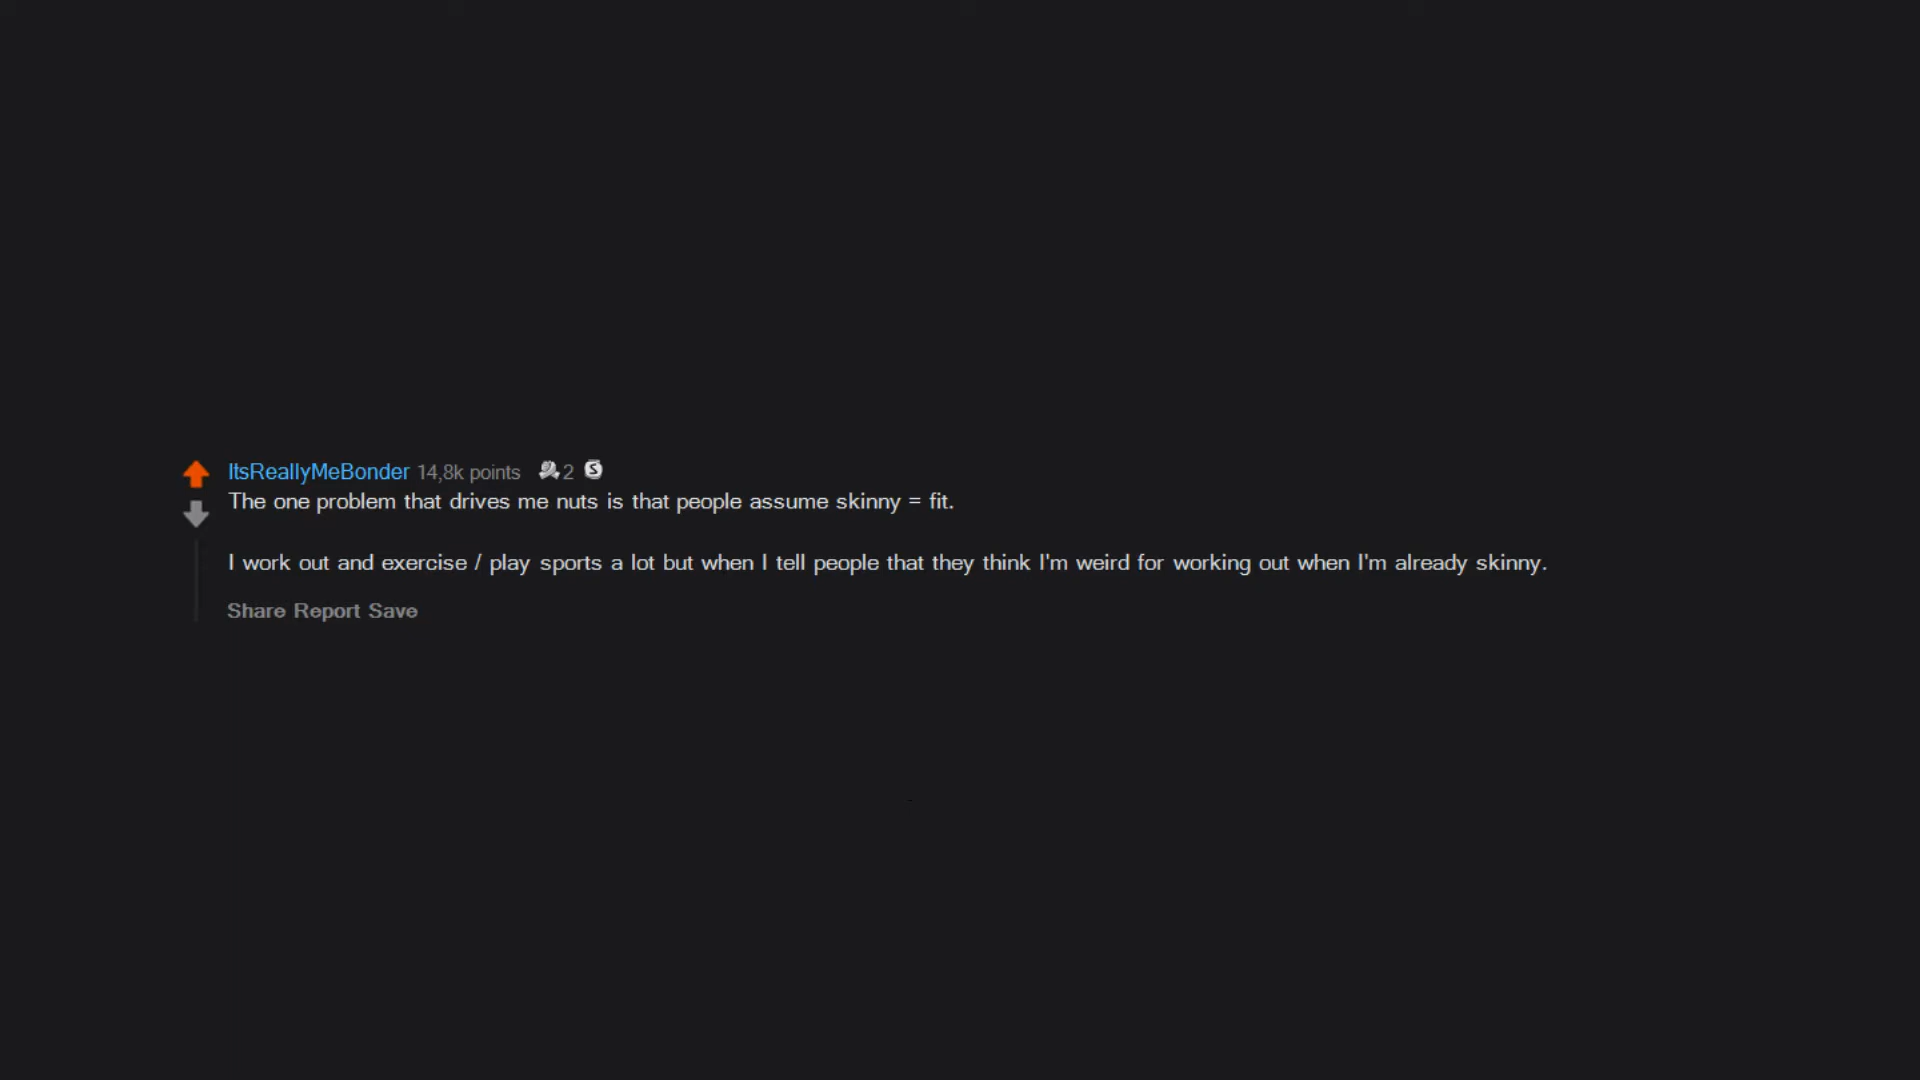 ItsReallyMeBonder 14,8k points 2 S
The one problem that drives me nuts is that people assume skinny = fit.
I work out and exercise / play sports a lot but when I tell people that they think I'm weird for working out when I'm already skinny.
Share Report Save